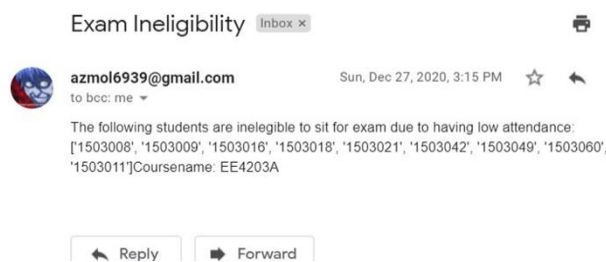 Exam Ineligibility Inbox ×
azmol6939@gmail.com Sun, Dec 27, 2020, 3:15 PM
to bcc: me
The following students are inelegible to sit for exam due to having low attendance:
['1503008', '1503009', '1503016', '1503018', '1503021', '1503042', '1503049', '1503060',
'1503011']Coursename: EE4203A
Reply Forward